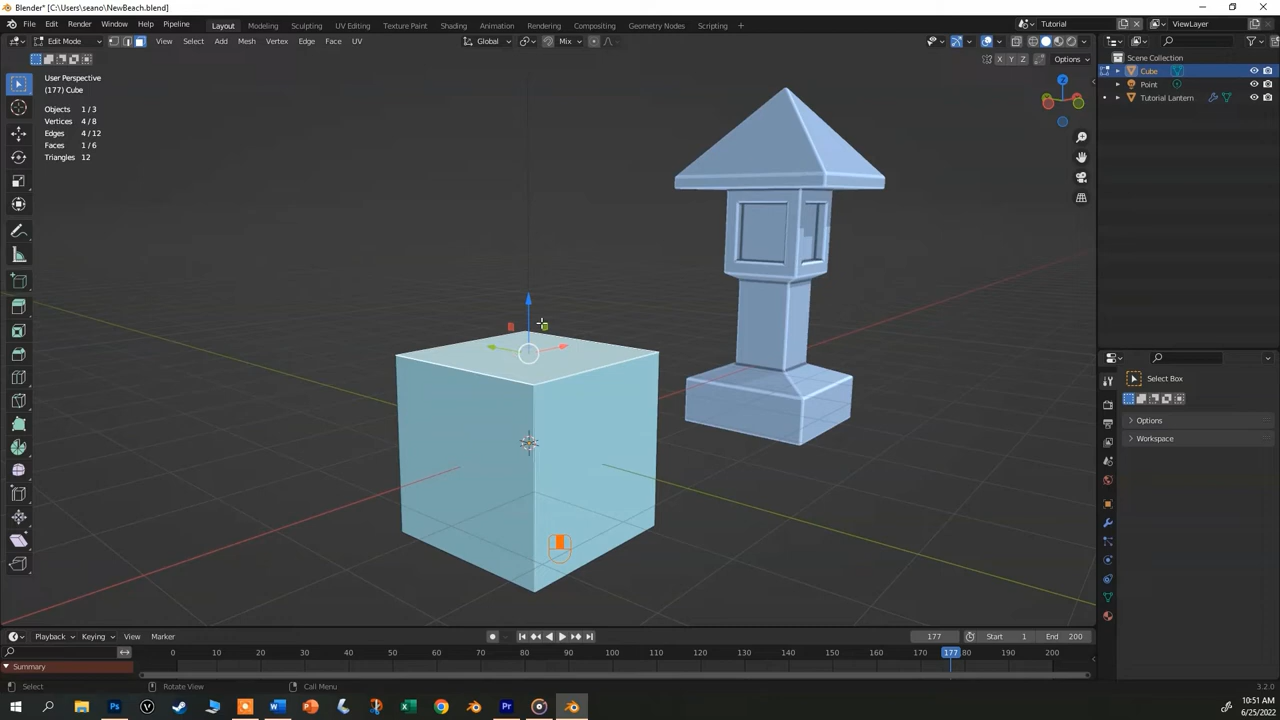 Blender* [C:\Users\seano\NewBeach.blend]
File Edit Render Window Help Pipeline Layout Modeling Sculpting UV Editing Texture Paint Shading Animation Rendering Compositing Geometry Nodes Scripting + Tutorial ViewLayer
Edit Mode View Select Add Mesh Vertex Edge Face UV Global Mix
X Y Z Options
Scene Collection
Cube
Point
Tutorial Lantern
User Perspective
(177) Cube
Objects 1/3
Vertices 4/8
Edges 4/12
Faces 1/6
Triangles 12
Z
Select Box
Options
Workspace
Playback Keying View Marker 177 Start 1 End 200
0 10 20 30 40 50 60 70 80 90 100 110 120 130 140 150 160 170 177 80 190 200
Summary
Select Rotate View Call Menu 3.2.0
10:51 AM
6/25/2022